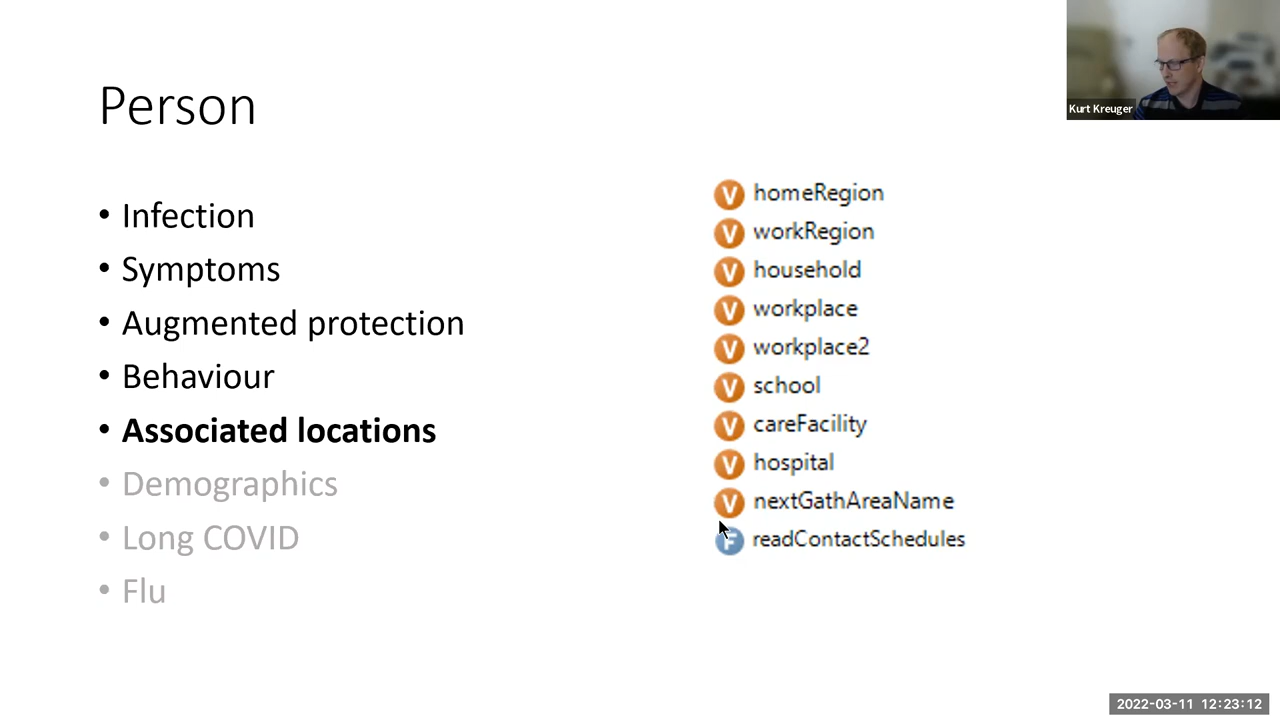 Person
Kurt Kreuger
• Infection
• Symptoms
• Augmented protection
• Behaviour
• Associated locations
• Demographics
• Long COVID
• Flu
V homeRegion
V workRegion
V household
V workplace
V workplace2
V school
V careFacility
V hospital
V nextGathAreaName
F readContactSchedules
2022-03-11 12:23:12